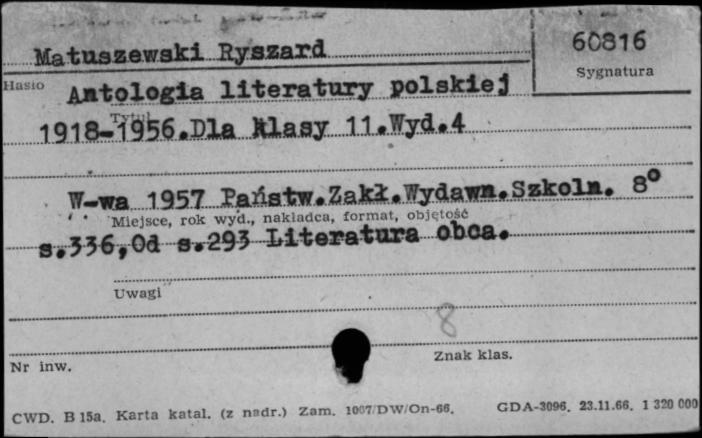 Matuszewski Ryszard
60816
Sygnatura
Hasło
Antologia literatury polskiej
Tytuł
1918-1956.Dla klasy 11.Wyd.4
W-wa 1957 Państw.Zakł.Wydawn.Szkoln. 8°
Miejsce, rok wyd., nakładca, format, objętość
s.336,Od s.293 Literatura obca.
Uwagi
8
Nr inw.
Znak klas.
CWD. B 15a. Karta katal. (z nadr.) Zam. 1007/DW/On-66. GDA-3096. 23.11.66. 1 320 000